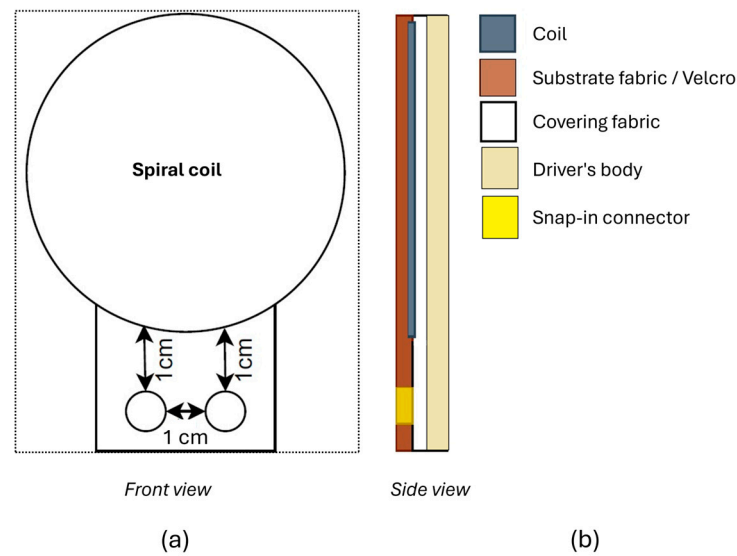 Spiral coil
1cm
1cm
1 cm
Front view
(a)
Coil
Substrate fabric / Velcro
Covering fabric
Driver's body
Snap-in connector
Side view
(b)